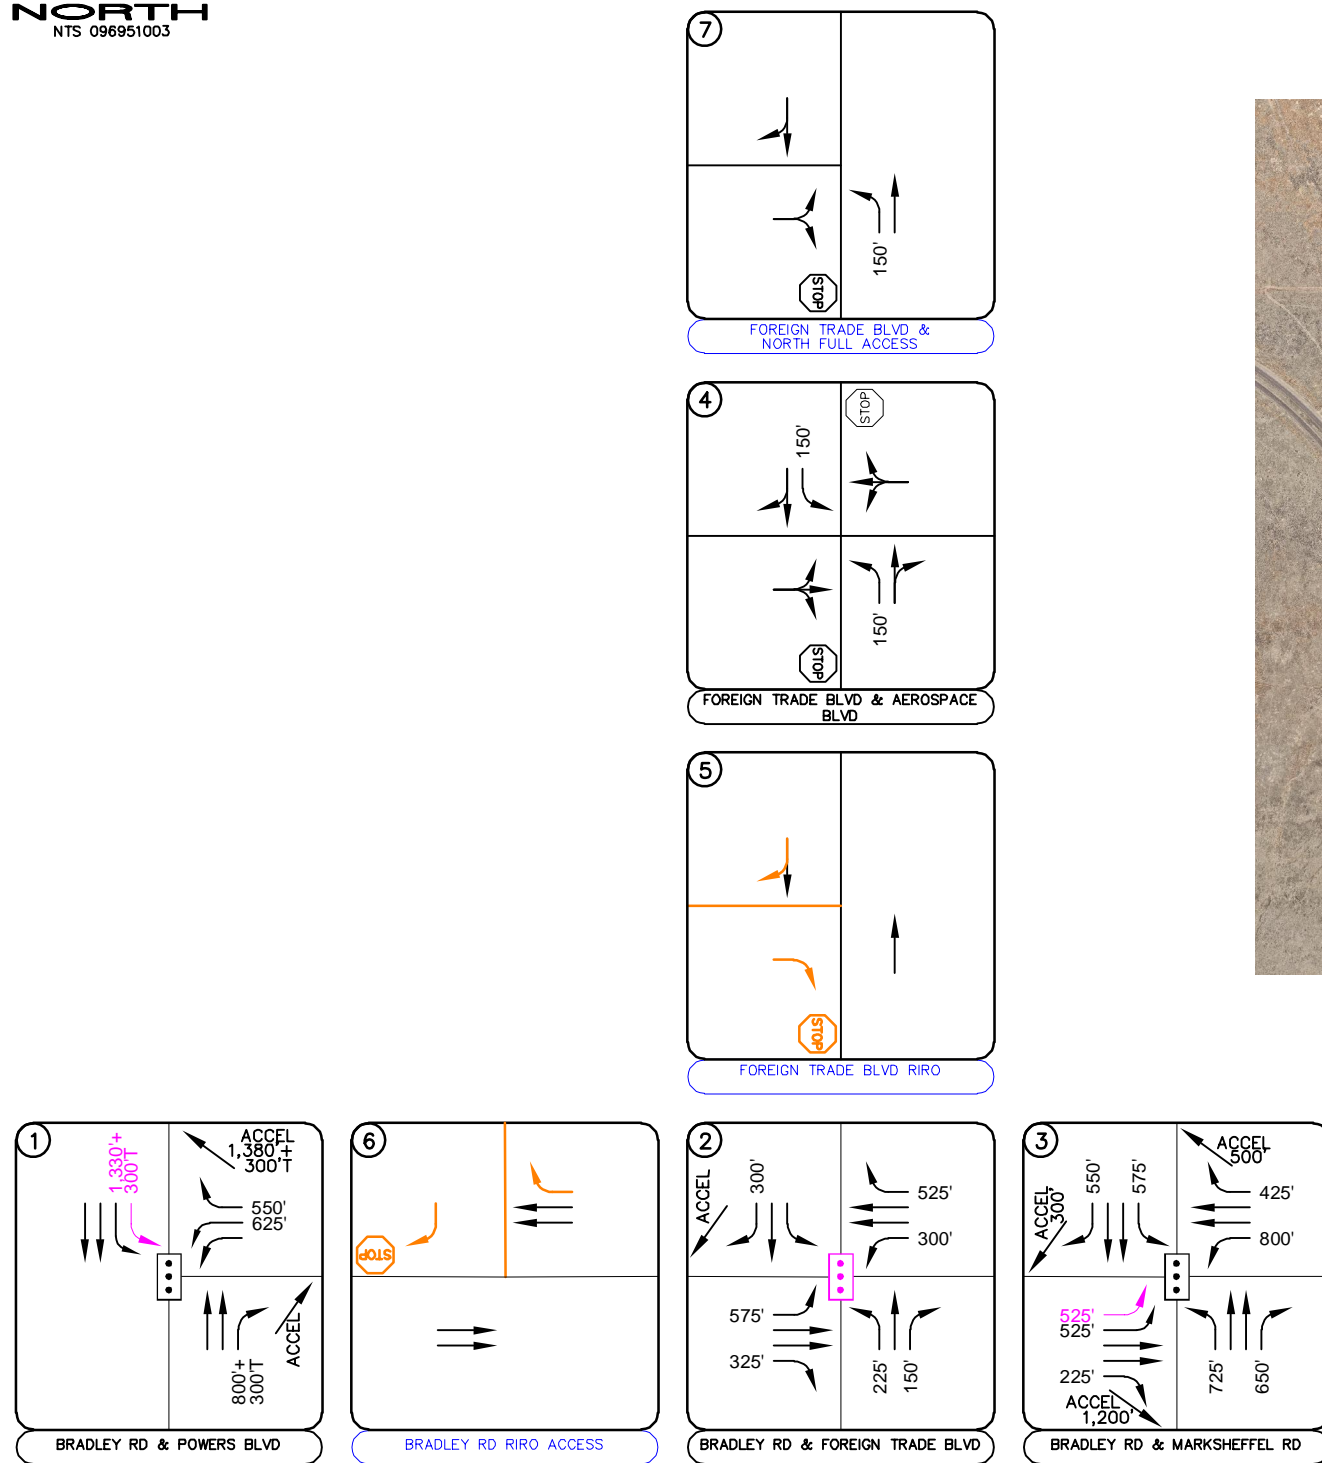 NORTH
NTS 096951003
7
150'
STOP
FOREIGN TRADE BLVD &
NORTH FULL ACCESS
4
STOP
150'
150'
STOP
FOREIGN TRADE BLVD & AEROSPACE
BLVD
5
STOP
FOREIGN TRADE BLVD RIRO
1
1,330'+
300'T
ACCEL
1,380'+
300'T
550'
625'
800'+
300'T
ACCEL
BRADLEY RD & POWERS BLVD
6
STOP
BRADLEY RD RIRO ACCESS
2
ACCEL
300'
525'
300'
575'
325'
225'
150'
BRADLEY RD & FOREIGN TRADE BLVD
3
ACCEL
300'
550'
575'
ACCEL
500'
425'
800'
525'
525'
225'
ACCEL
1,200'
725'
650'
BRADLEY RD & MARKSHEFFEL RD